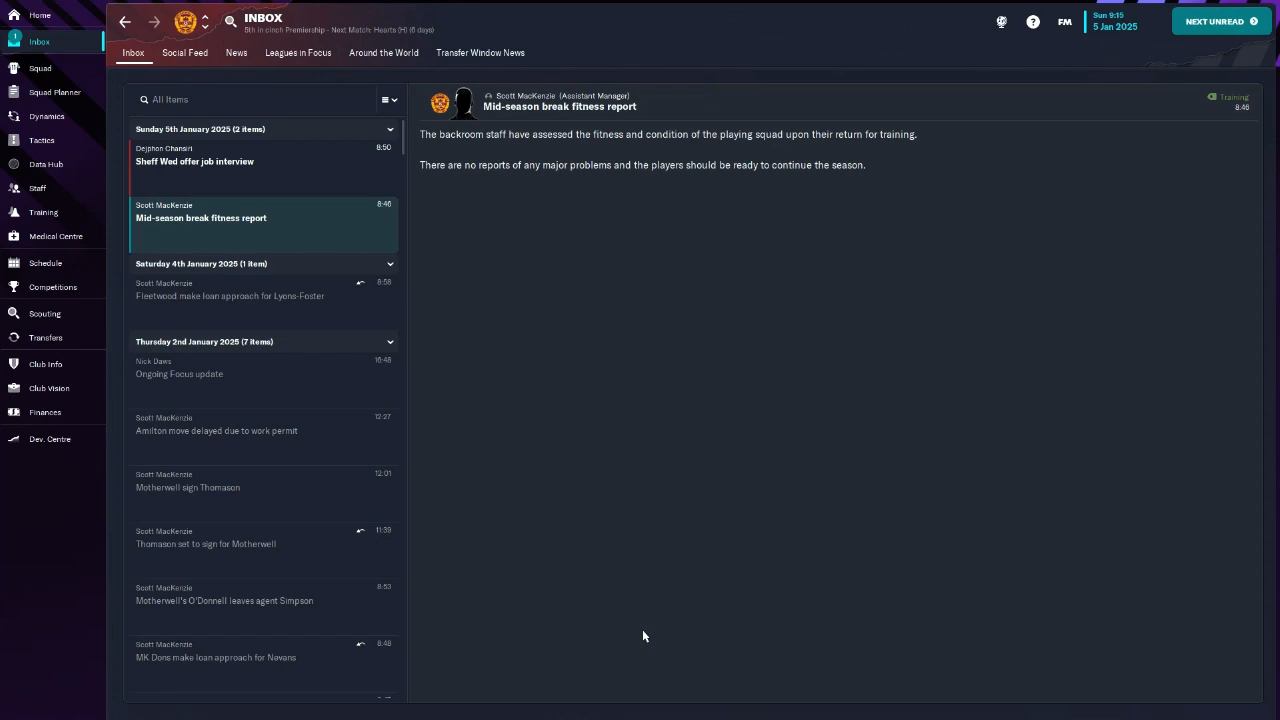 Home
1
Inbox
Squad
Squad Planner
Dynamics
Tactics
Data Hub
Staff
Training
Medical Centre
Schedule
Competitions
Scouting
Transfers
Club Info
Club Vision
Finances
Dev. Centre
INBOX
5th in cinch Premiership - Next Match: Hearts (H) (6 days)
?
FM
Sun 9:15
5 Jan 2025
NEXT UNREAD
Inbox
Social Feed
News
Leagues in Focus
Around the World
Transfer Window News
All Items
Sunday 5th January 2025 (2 items)
Dejphon Chansiri
8:50
Sheff Wed offer job interview
Scott MacKenzie
8:46
Mid-season break fitness report
Saturday 4th January 2025 (1 item)
Scott MacKenzie
8:58
Fleetwood make loan approach for Lyons-Foster
Thursday 2nd January 2025 (7 items)
Nick Daws
16:48
Ongoing Focus update
Scott MacKenzie
12:27
Amilton move delayed due to work permit
Scott MacKenzie
12:01
Motherwell sign Thomason
Scott MacKenzie
11:39
Thomason set to sign for Motherwell
Scott MacKenzie
8:53
Motherwell's O'Donnell leaves agent Simpson
Scott MacKenzie
8:48
MK Dons make loan approach for Nevans
Scott MacKenzie (Assistant Manager)
Mid-season break fitness report
Training
8:46
The backroom staff have assessed the fitness and condition of the playing squad upon their return for training.
There are no reports of any major problems and the players should be ready to continue the season.